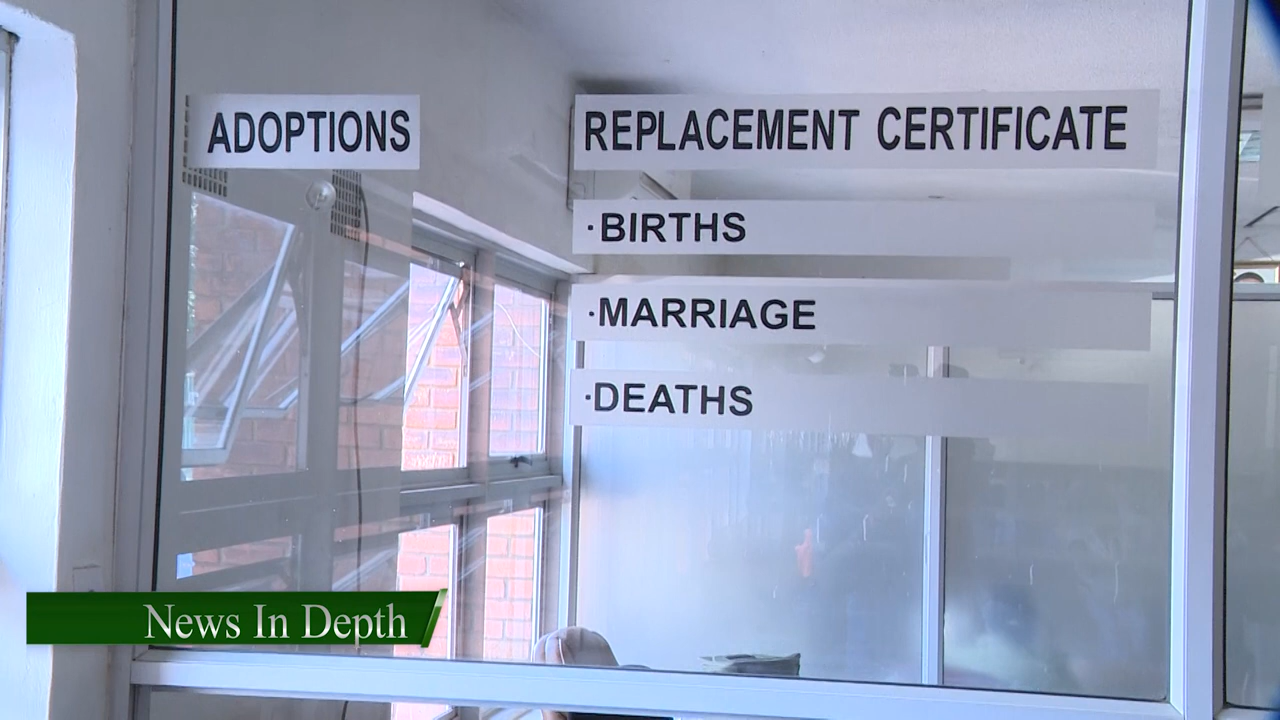 ADOPTIONS
REPLACEMENT CERTIFICATE
·BIRTHS
·MARRIAGE
·DEATHS
News In Depth